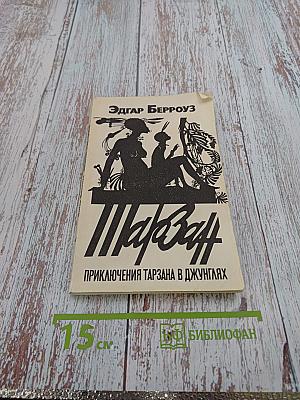 Эдгар Берроуз
Тарзан
ПРИКЛЮЧЕНИЯ ТАРЗАНА В ДЖУНГЛЯХ
15 см. БИБЛИОФАН